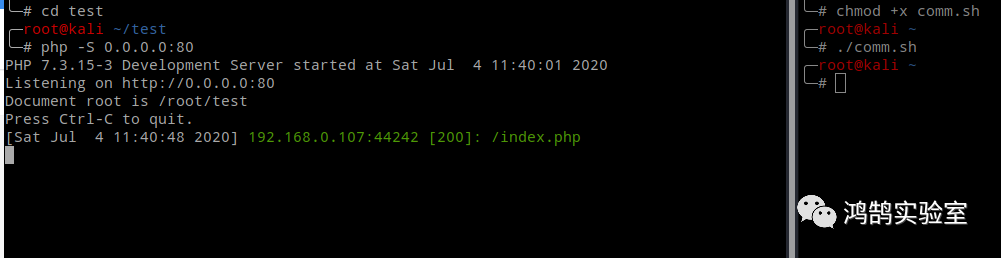 ╰─# cd test
╭─root@kali ~/test
╰─# php -S 0.0.0.0:80
PHP 7.3.15-3 Development Server started at Sat Jul  4 11:40:01 2020
Listening on http://0.0.0.0:80
Document root is /root/test
Press Ctrl-C to quit.
[Sat Jul  4 11:40:48 2020] 192.168.0.107:44242 [200]: /index.php
╰─# chmod +x comm.sh
╭─root@kali ~
╰─# ./comm.sh
╭─root@kali ~
╰─#
鸿鹄实验室